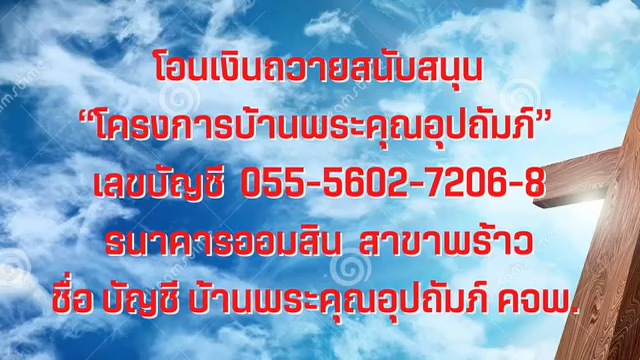 โอนเงินถวายสนับสนุน
“โครงการบ้านพระคุณอุปถัมภ์”
เลขบัญชี 055-5602-7206-8
ธนาคารออมสิน สาขาพร้าว
ชื่อ บัญชี บ้านพระคุณอุปถัมภ์ คจพ.